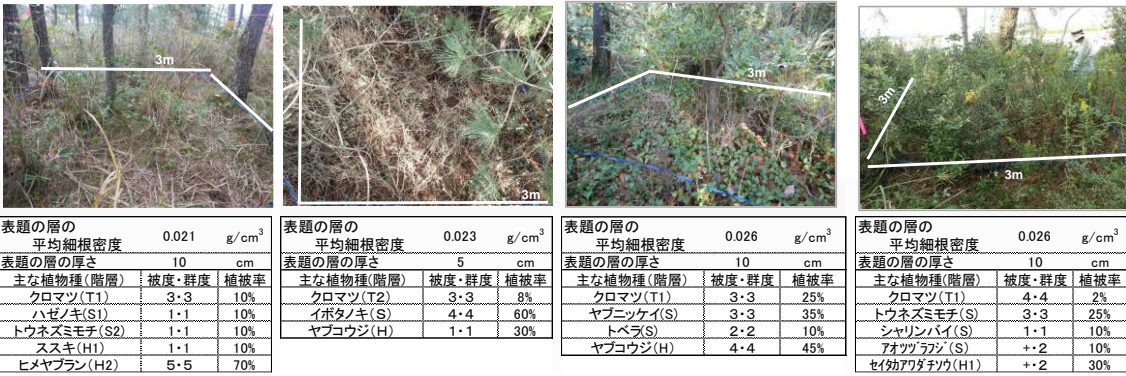 3m
3m
3m
3m
3m
表題の層の
平均細根密度 0.021 g/cm³
表題の層の厚さ 10 cm
主な植物種(階層) 被度・群度 植被率
クロマツ(T1) 3・3 10%
ハゼノキ(S1) 1・1 10%
トウネズミモチ(S2) 1・1 10%
ススキ(H1) 1・1 10%
ヒメヤブラン(H2) 5・5 70%
表題の層の
平均細根密度 0.023 g/cm³
表題の層の厚さ 5 cm
主な植物種(階層) 被度・群度 植被率
クロマツ(T2) 3・3 8%
イボタノキ(S) 4・4 60%
ヤブコウジ(H) 1・1 30%
表題の層の
平均細根密度 0.026 g/cm³
表題の層の厚さ 10 cm
主な植物種(階層) 被度・群度 植被率
クロマツ(T1) 3・3 25%
ヤブニッケイ(S) 3・3 35%
トベラ(S) 2・2 10%
ヤブコウジ(H) 4・4 45%
表題の層の
平均細根密度 0.026 g/cm³
表題の層の厚さ 10 cm
主な植物種(階層) 被度・群度 植被率
クロマツ(T1) 4・4 2%
トウネズミモチ(S) 3・3 25%
シャリンバイ(S) 1・1 10%
アオツヅラフジ(S) +・2 10%
セイタカアワダチソウ(H1) +・2 30%